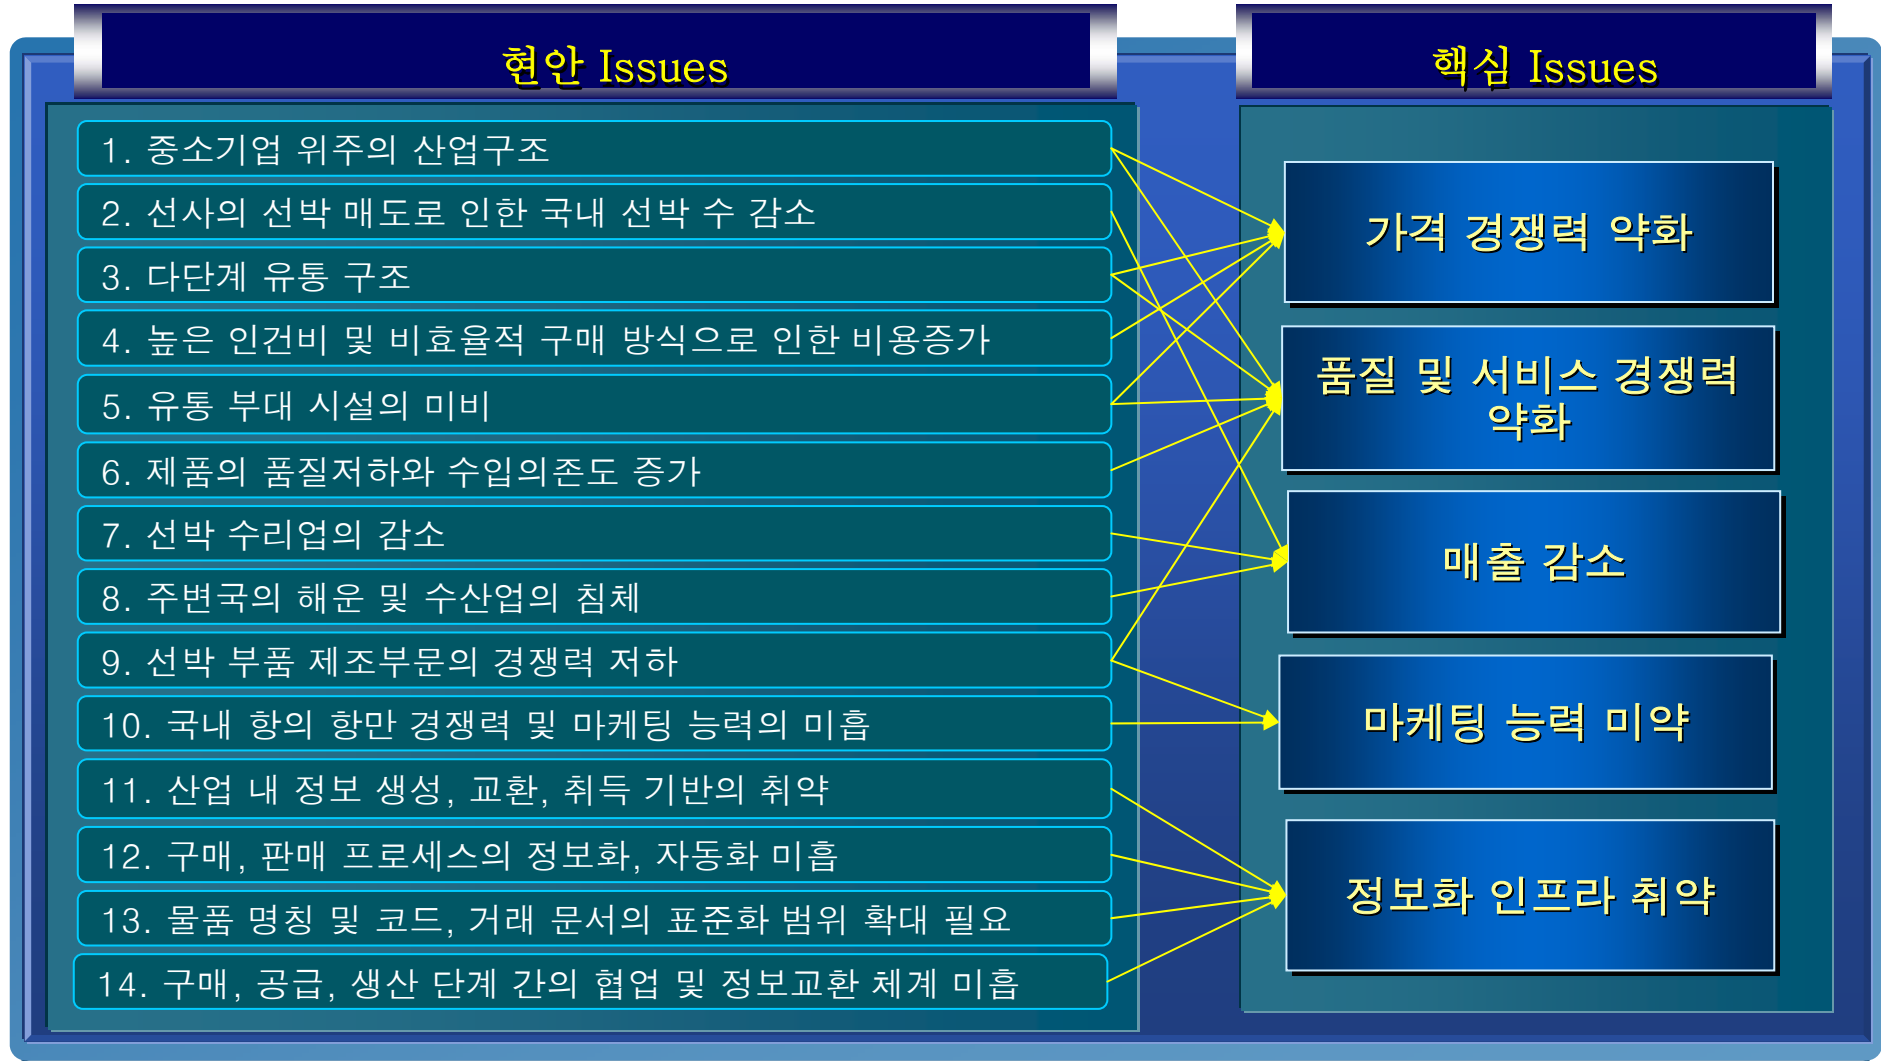 현안 Issues
핵심 Issues
1. 중소기업 위주의 산업구조
2. 선사의 선박 매도로 인한 국내 선박 수 감소
3. 다단계 유통 구조
4. 높은 인건비 및 비효율적 구매 방식으로 인한 비용증가
5. 유통 부대 시설의 미비
6. 제품의 품질저하와 수입의존도 증가
7. 선박 수리업의 감소
8. 주변국의 해운 및 수산업의 침체
9. 선박 부품 제조부문의 경쟁력 저하
10. 국내 항의 항만 경쟁력 및 마케팅 능력의 미흡
11. 산업 내 정보 생성, 교환, 취득 기반의 취약
12. 구매, 판매 프로세스의 정보화, 자동화 미흡
13. 물품 명칭 및 코드, 거래 문서의 표준화 범위 확대 필요
14. 구매, 공급, 생산 단계 간의 협업 및 정보교환 체계 미흡
가격 경쟁력 약화
품질 및 서비스 경쟁력
약화
매출 감소
마케팅 능력 미약
정보화 인프라 취약